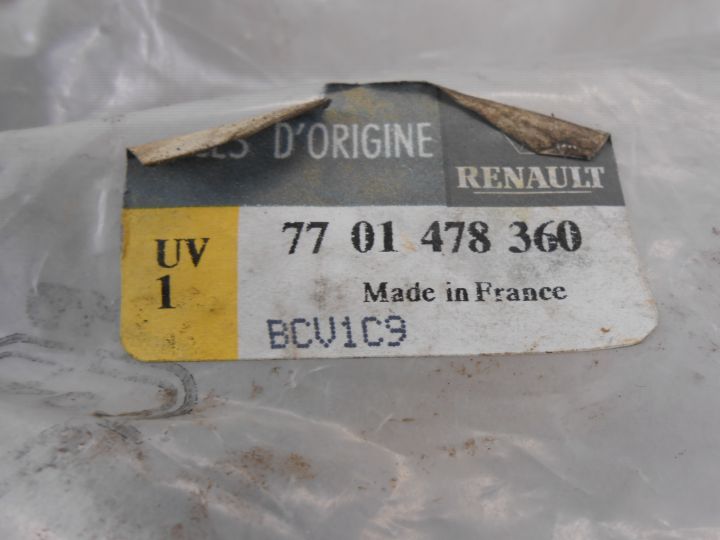 D'ORIGINE
RENAULT
UV
1
77 01 478 360
Made in France
BCV1C9